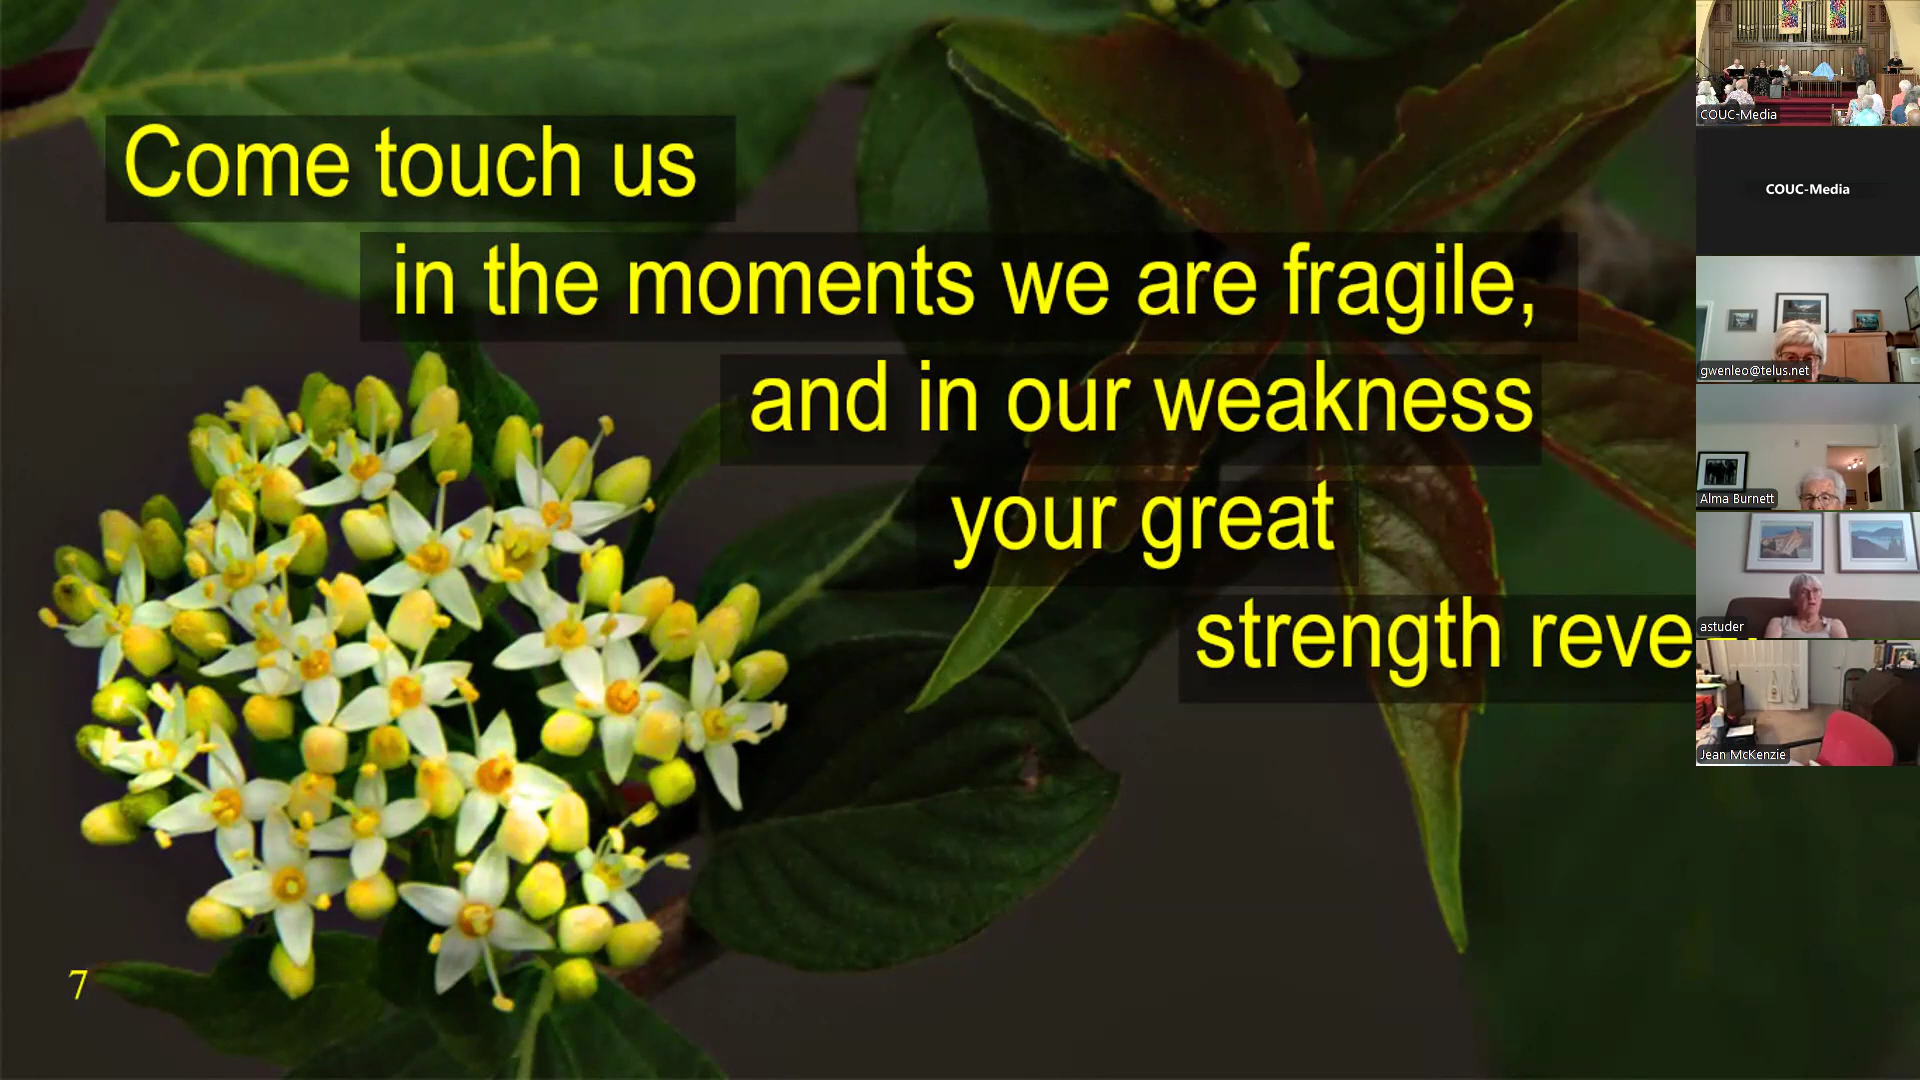 Come touch us
in the moments we are fragile,
and in our weakness
your great
strength reve
7
COUC-Media
COUC-Media
gwenleo@telus.net
Alma Burnett
astuder
Jean McKenzie